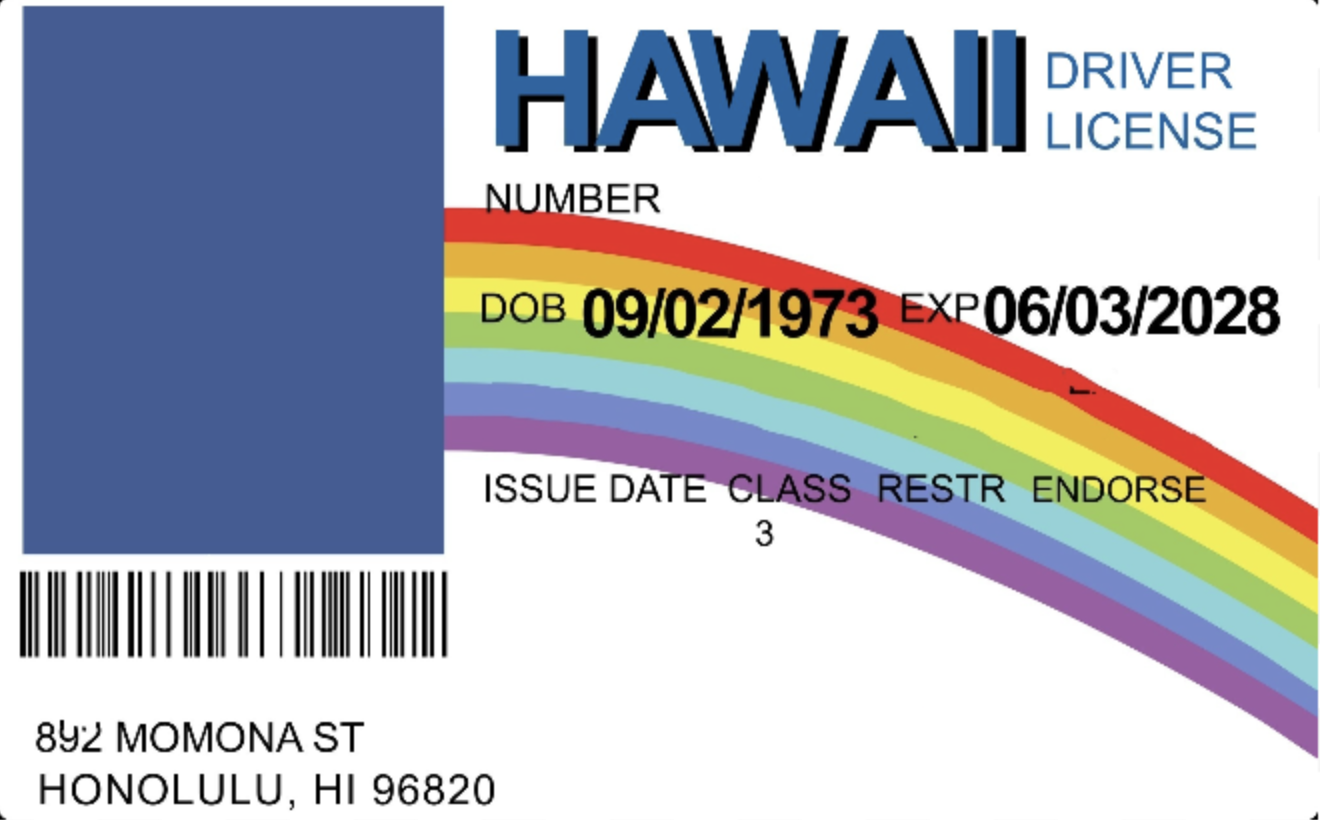 HAWAII DRIVER
LICENSE
NUMBER
DOB 09/02/1973 EXP 06/03/2028
ISSUE DATE CLASS RESTR ENDORSE
3
892 MOMONA ST
HONOLULU, HI 96820